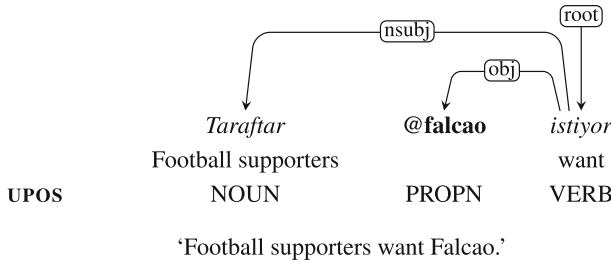 root
nsubj
obj
Taraftar @falcao istiyor
Football supporters want
UPOS NOUN PROPN VERB
‘Football supporters want Falcao.’